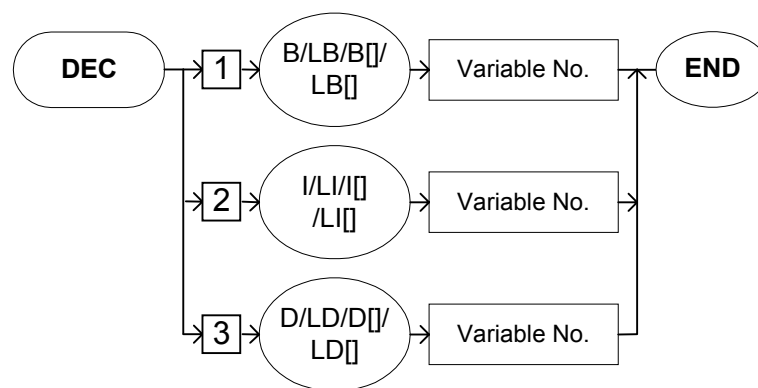 DEC
1
B/LB/B[]/
LB[]
Variable No.
END
2
I/LI/I[]
/LI[]
Variable No.
3
D/LD/D[]/
LD[]
Variable No.